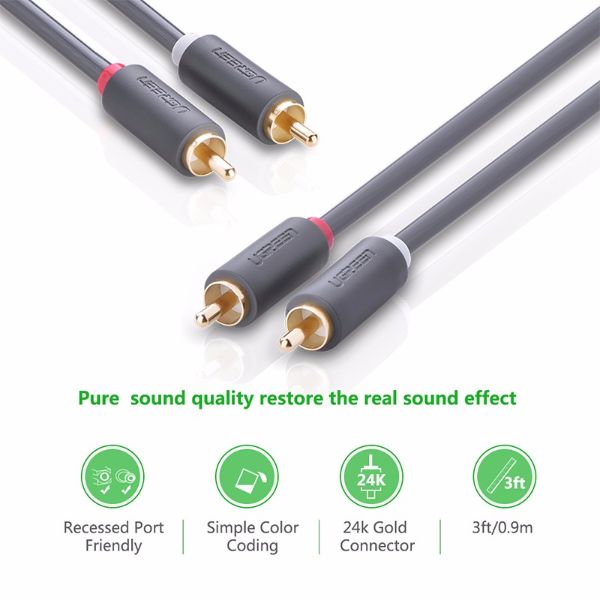 UGREEN
UGREEN
UGREEN
UGREEN
Pure sound quality restore the real sound effect
24K
3ft
Recessed Port
Friendly
Simple Color
Coding
24k Gold
Connector
3ft/0.9m